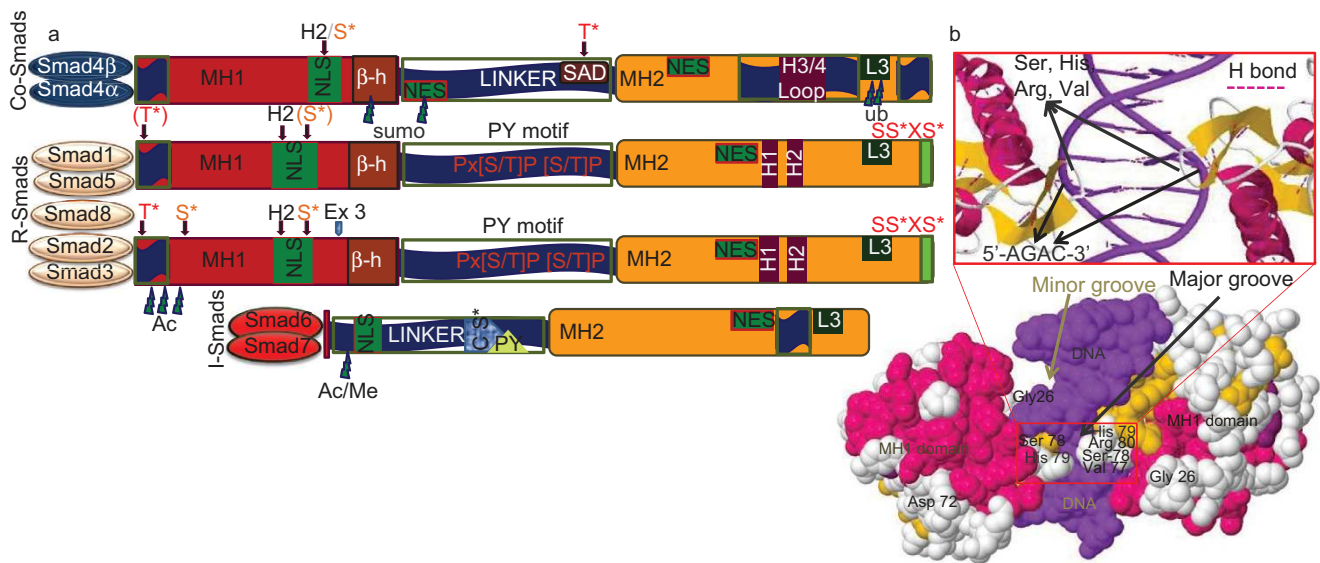 a
Co-Smads
Smad4β
Smad4α
MH1
H2/S*
NLS
β-h
sumo
NES
LINKER
T*
SAD
MH2
NES
H3/4
Loop
L3
ub
R-Smads
Smad1
Smad5
Smad8
Smad2
Smad3
(T*)
MH1
H2 (S*)
NLS
β-h
PY motif
Px[S/T]P [S/T]P
MH2
NES
H1
H2
L3
SS*XS*
T*
S*
MH1
H2 S*
NLS
Ex 3
β-h
PY motif
Px[S/T]P [S/T]P
MH2
NES
H1
H2
L3
SS*XS*
Ac
I-Smads
Smad6
Smad7
NLS
LINKER
PY
MH2
NES
L3
Ac/Me
b
Ser, His
Arg, Val
H bond
5'-AGAC-3'
Minor groove
Major groove
DNA
Gly26
MH1 domain
Ser 78
His 79
Asp 72
His 79
Arg 80
Ser-78
Val 77
MH1 domain
Gly 26
DNA